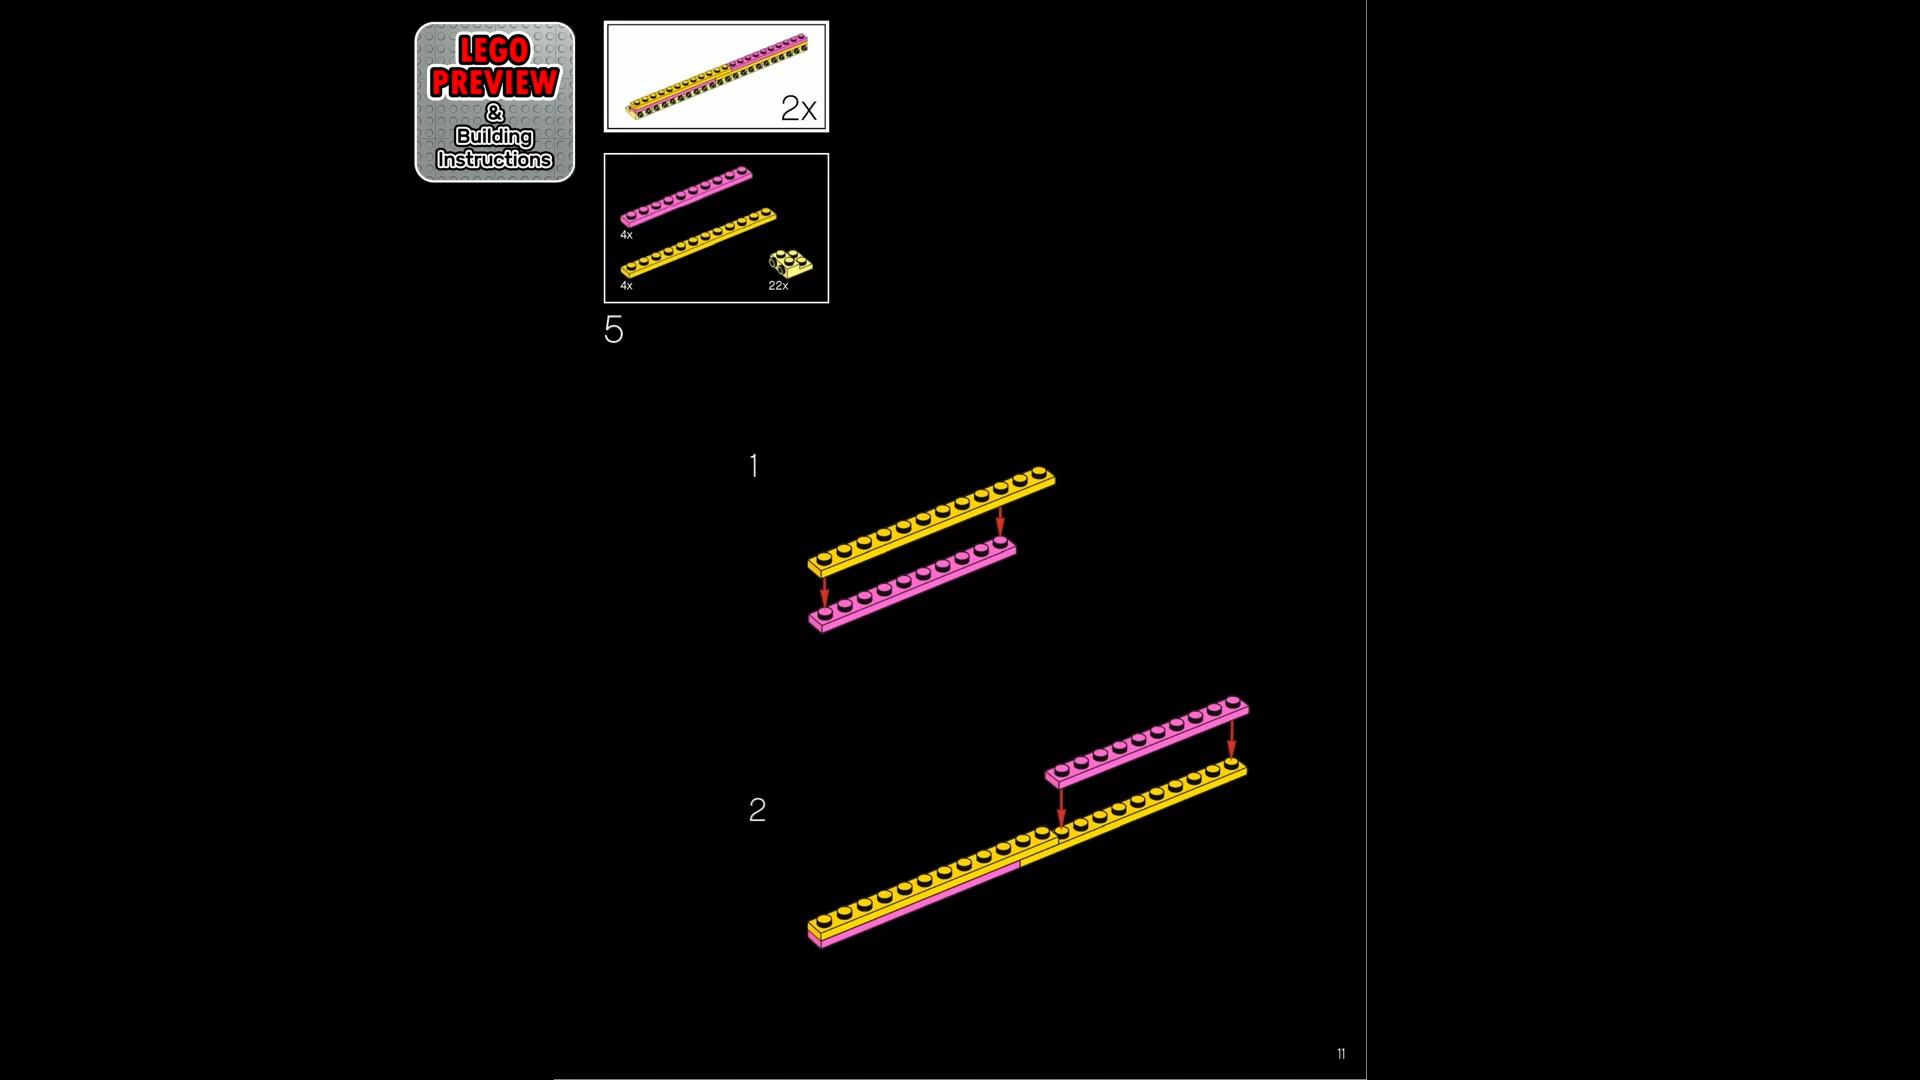 LEGO
PREVIEW
&
Building
Instructions
2x
4x
4x
22x
5
1
2
11